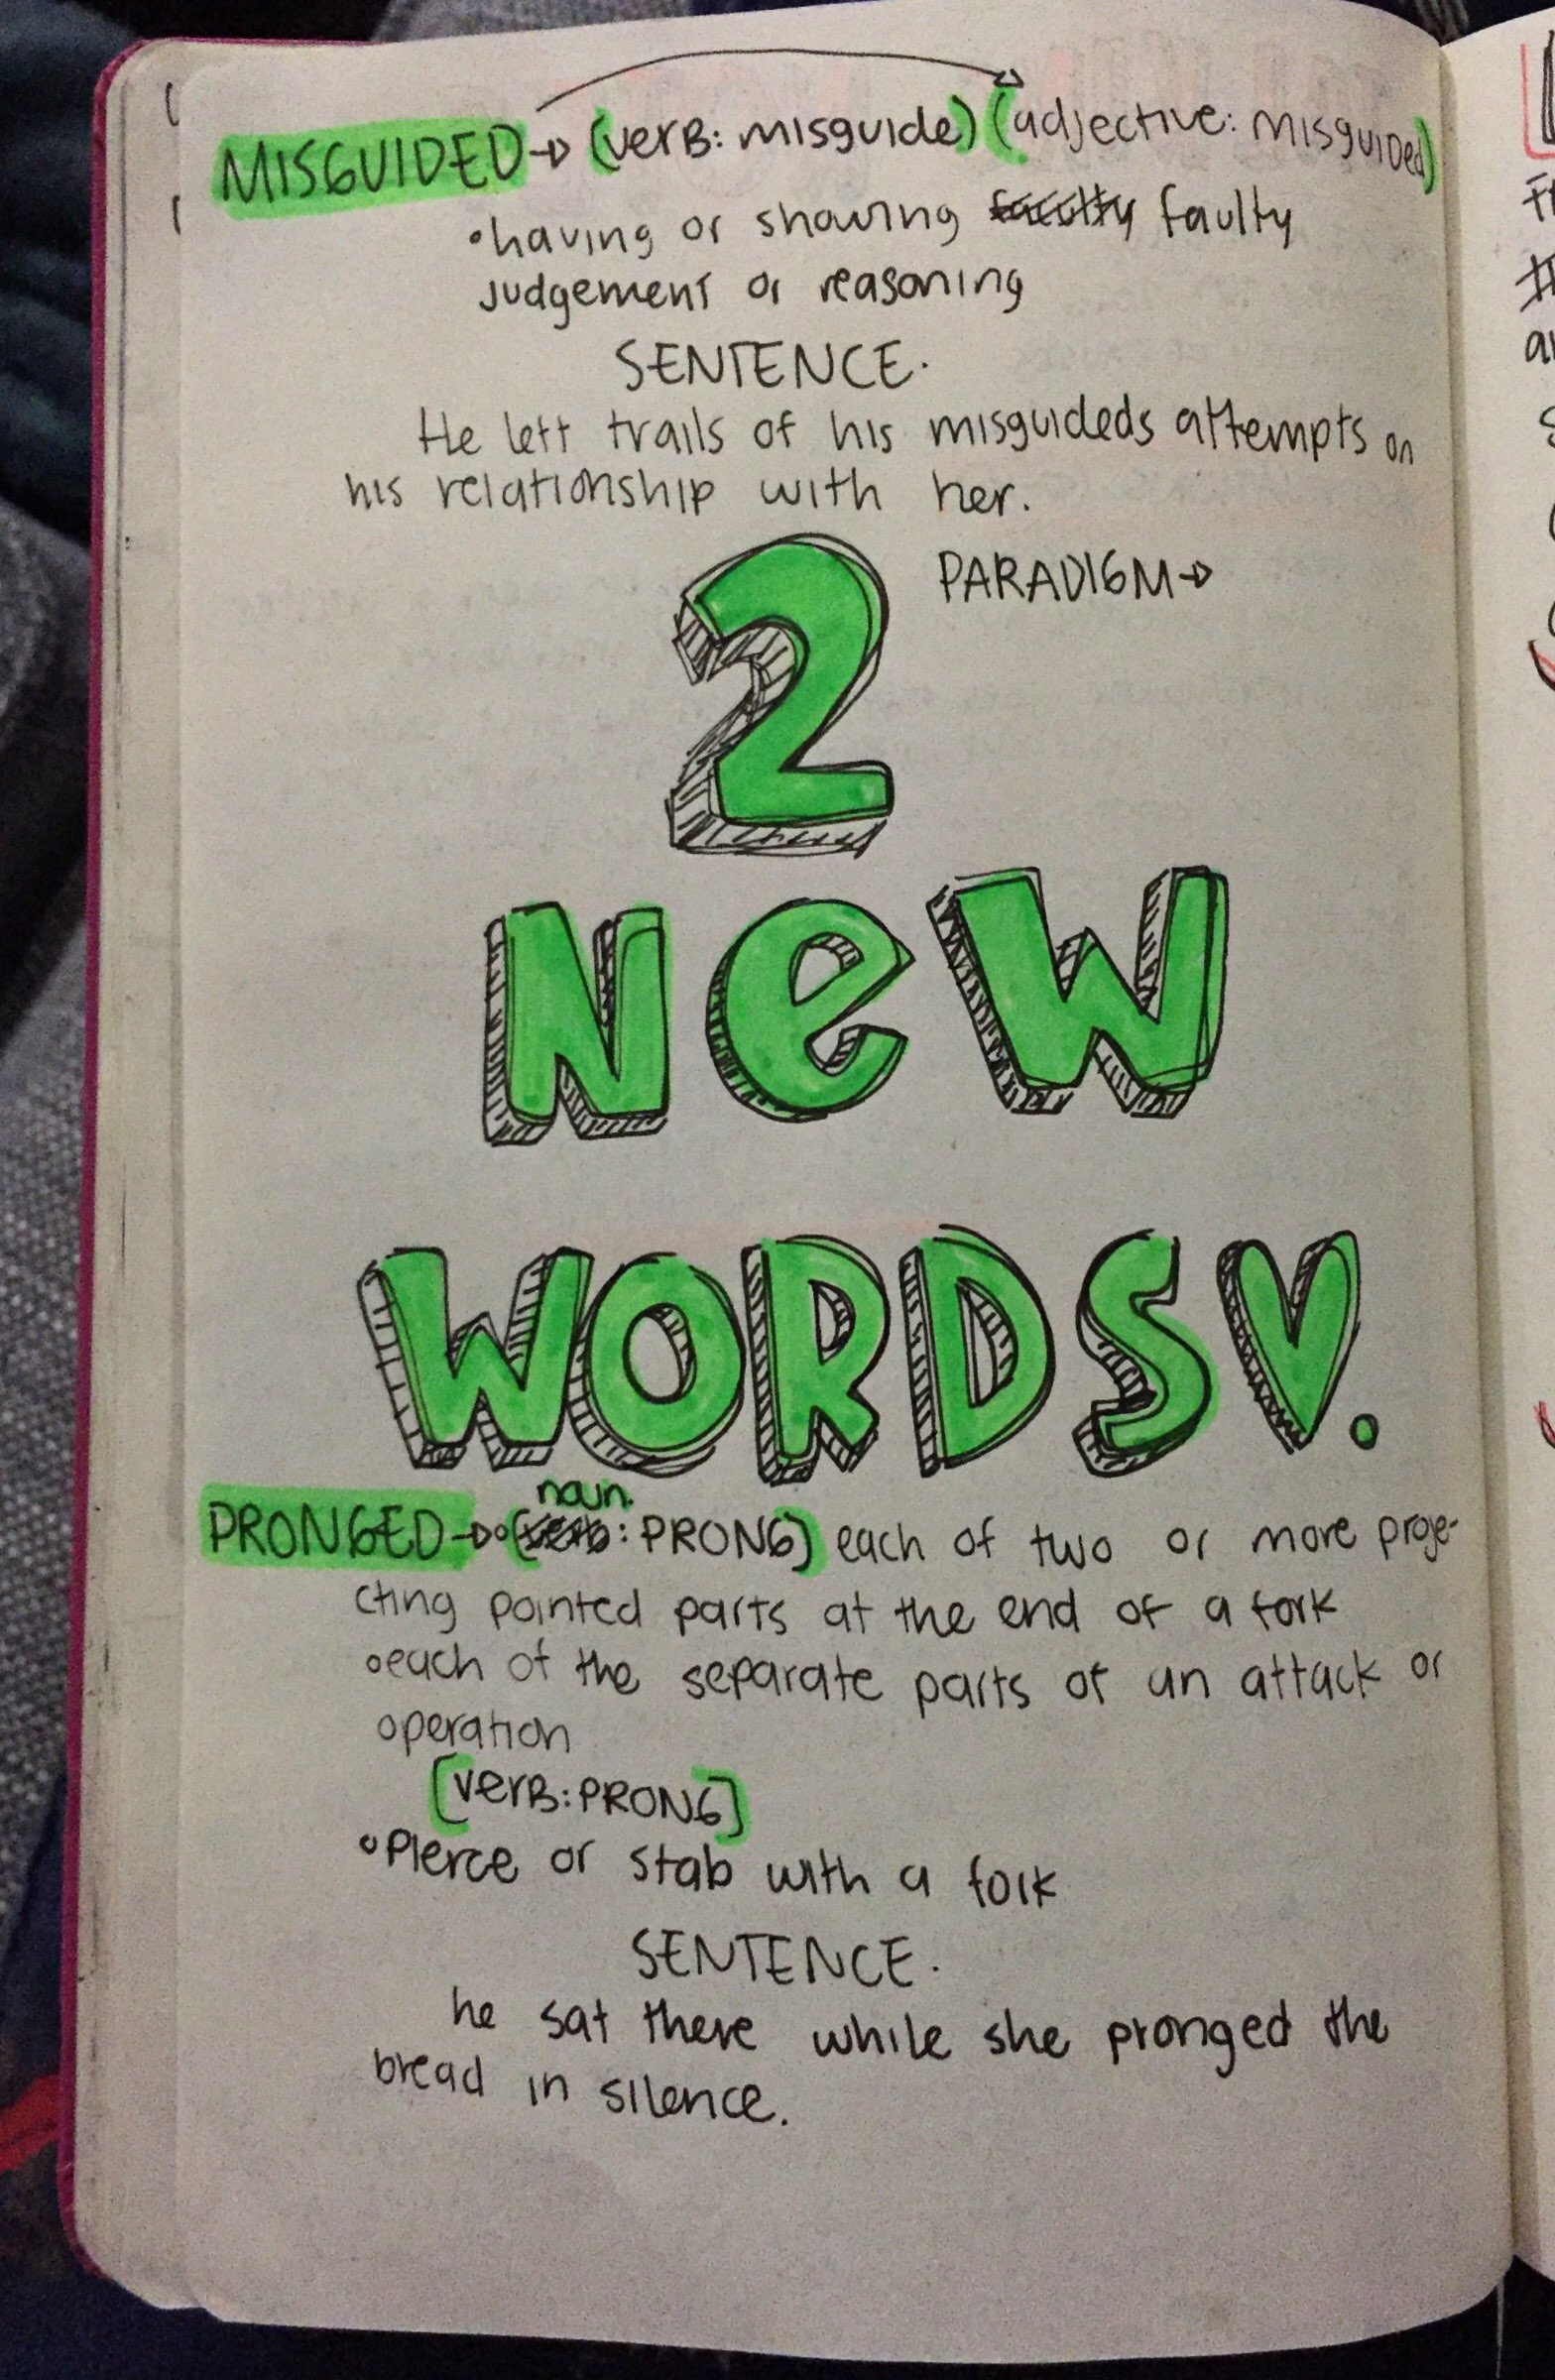 MISGUIDED → (verB: misguide) (adjective: misguided)
•having or showing faculty faulty
judgement or reasoning
SENTENCE.
He left trails of his misguideds attempts on
his relationship with her.
PARADIGM→
2
New
WORDS V.
noun.
PRONGED→•(verb: PRONG) each of two or more proje-
cting pointed parts at the end of a fork
•each of the separate parts of an attack or
operation
[verB: PRONG]
•Pierce or stab with a fork
SENTENCE.
he sat there while she pronged the
bread in silence.